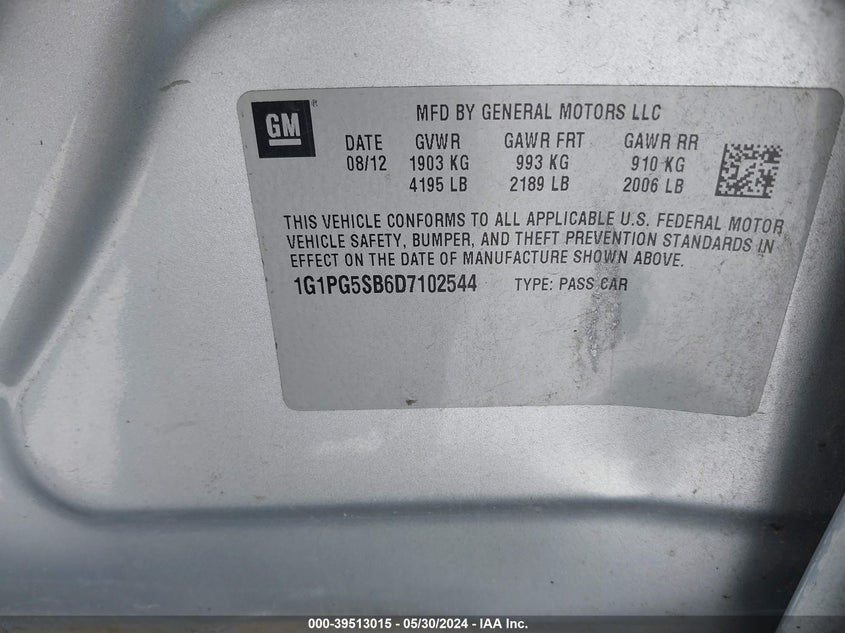 GM®
MFD BY GENERAL MOTORS LLC
DATE GVWR GAWR FRT GAWR RR
08/12 1903 KG 993 KG 910 KG
4195 LB 2189 LB 2006 LB
THIS VEHICLE CONFORMS TO ALL APPLICABLE U.S. FEDERAL MOTOR
VEHICLE SAFETY, BUMPER, AND THEFT PREVENTION STANDARDS IN
EFFECT ON THE DATE OF MANUFACTURE SHOWN ABOVE.
1G1PG5SB6D7102544 TYPE: PASS CAR
000-39513015 - 05/30/2024 - IAA Inc.